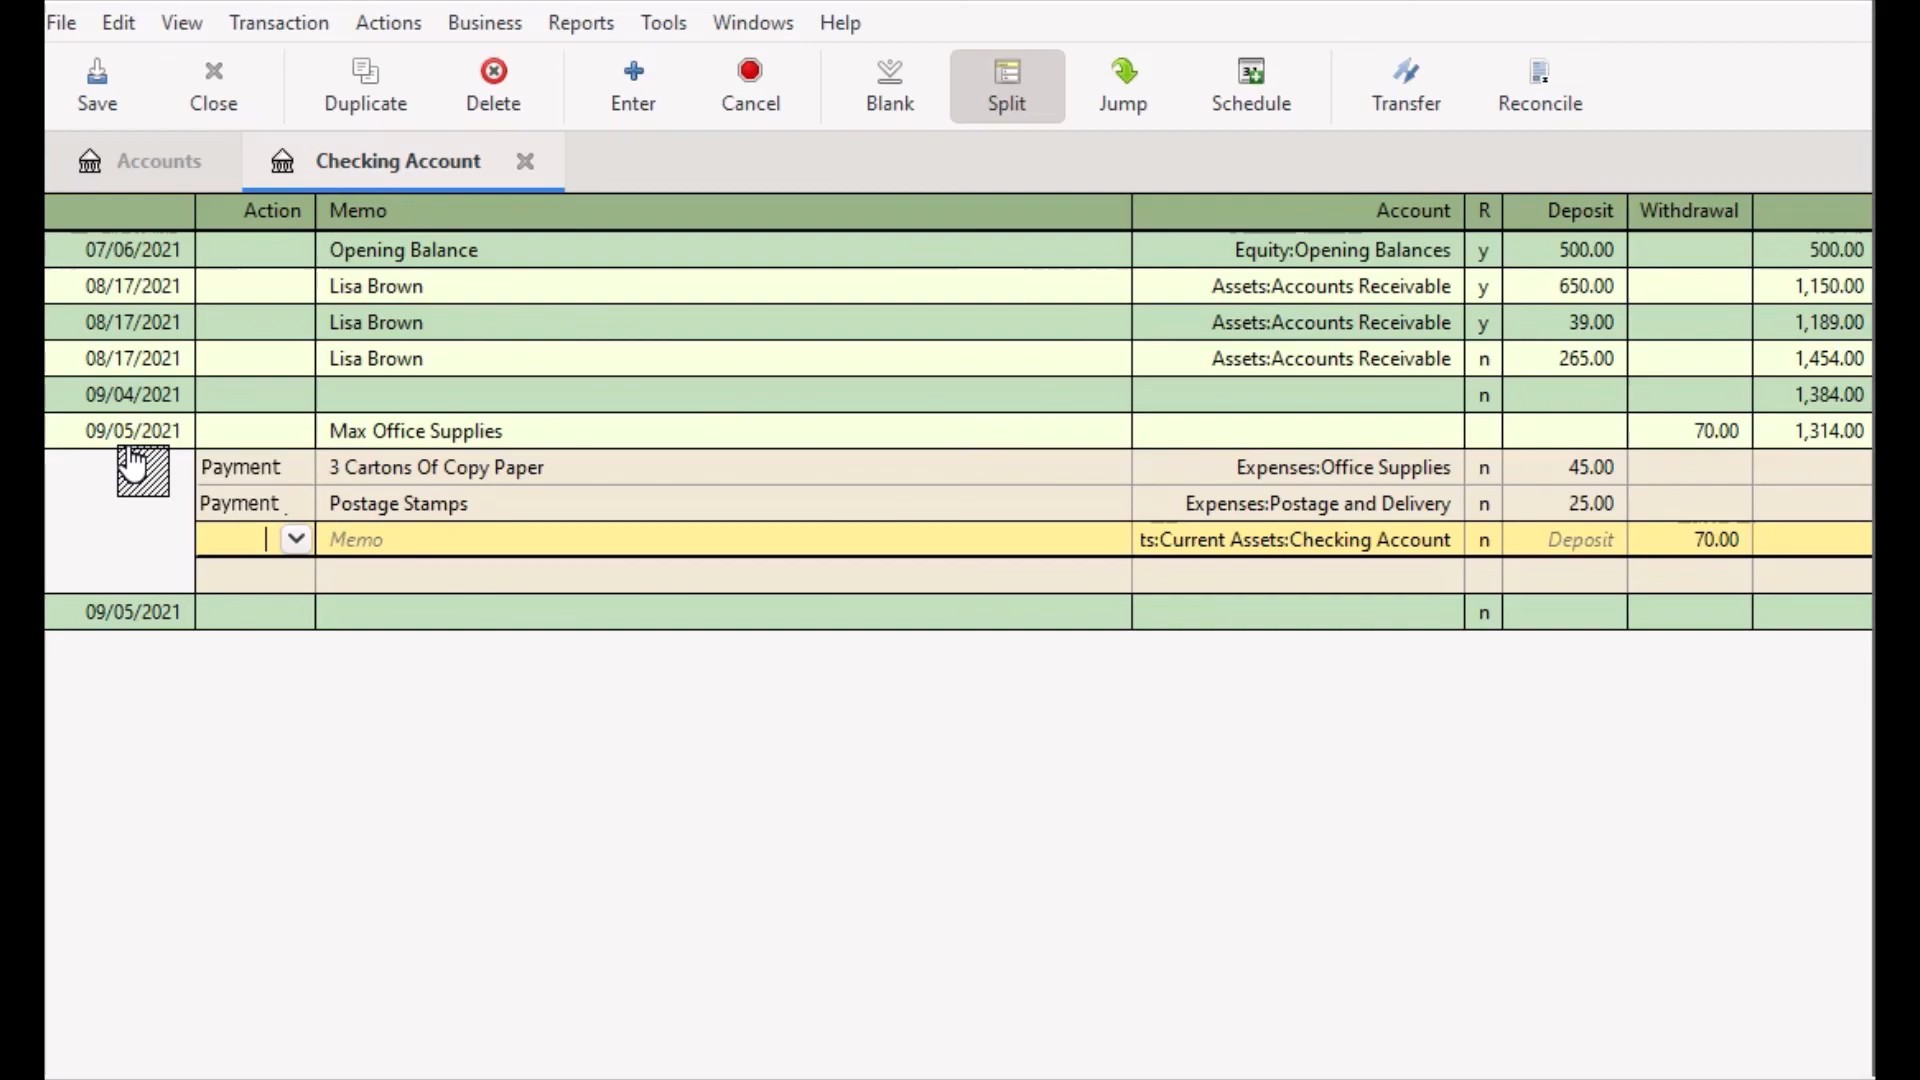 File Edit View Transaction Actions Business Reports Tools Windows Help
Save Close Duplicate Delete Enter Cancel Blank Split Jump Schedule Transfer Reconcile
Accounts Checking Account
Action Memo Account R Deposit Withdrawal
07/06/2021 Opening Balance Equity:Opening Balances y 500.00 500.00
08/17/2021 Lisa Brown Assets:Accounts Receivable y 650.00 1,150.00
08/17/2021 Lisa Brown Assets:Accounts Receivable y 39.00 1,189.00
08/17/2021 Lisa Brown Assets:Accounts Receivable n 265.00 1,454.00
09/04/2021 n 1,384.00
09/05/2021 Max Office Supplies 70.00 1,314.00
Payment 3 Cartons Of Copy Paper Expenses:Office Supplies n 45.00
Payment Postage Stamps Expenses:Postage and Delivery n 25.00
Memo ts:Current Assets:Checking Account n Deposit 70.00
09/05/2021 n